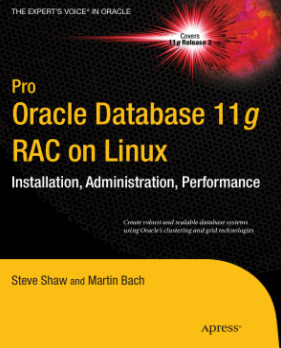 THE EXPERT'S VOICE® IN ORACLE
Covers
11g Release 2
Pro
Oracle Database 11g
RAC on Linux
Installation, Administration, Performance
Create robust and scalable database systems
using Oracle's clustering and grid technologies
Steve Shaw and Martin Bach
Apress®